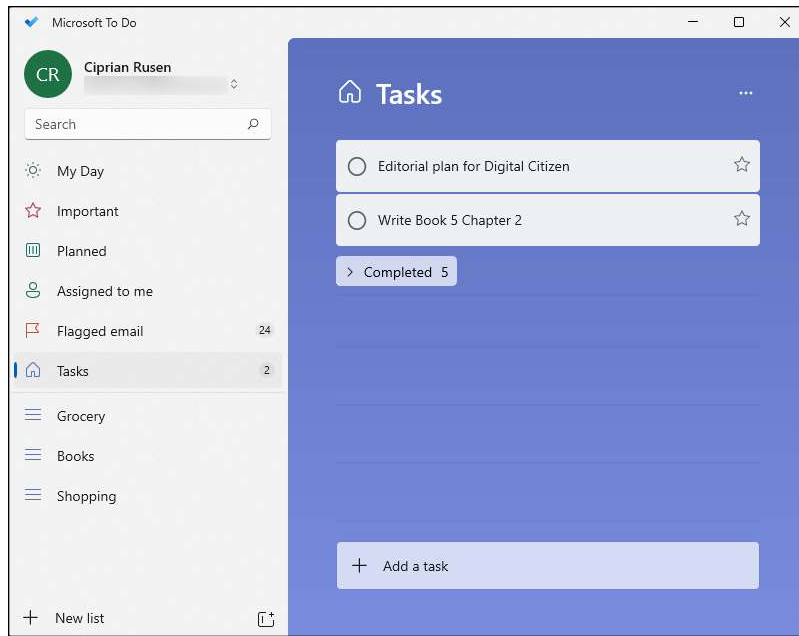 Microsoft To Do
CR
Ciprian Rusen
Search
My Day
Important
Planned
Assigned to me
Flagged email 24
Tasks 2
Grocery
Books
Shopping
New list
Tasks
Editorial plan for Digital Citizen
Write Book 5 Chapter 2
Completed 5
Add a task